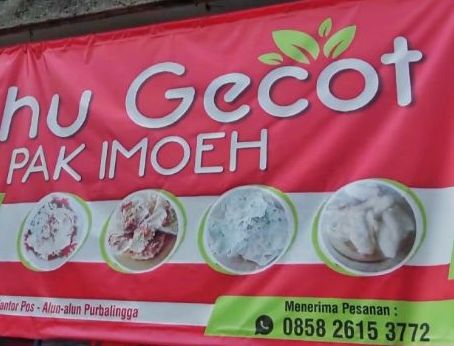 hu Gecot
PAK IMOEH
antor Pos - Alun-alun Purbalingga
Menerima Pesanan :
0858 2615 3772